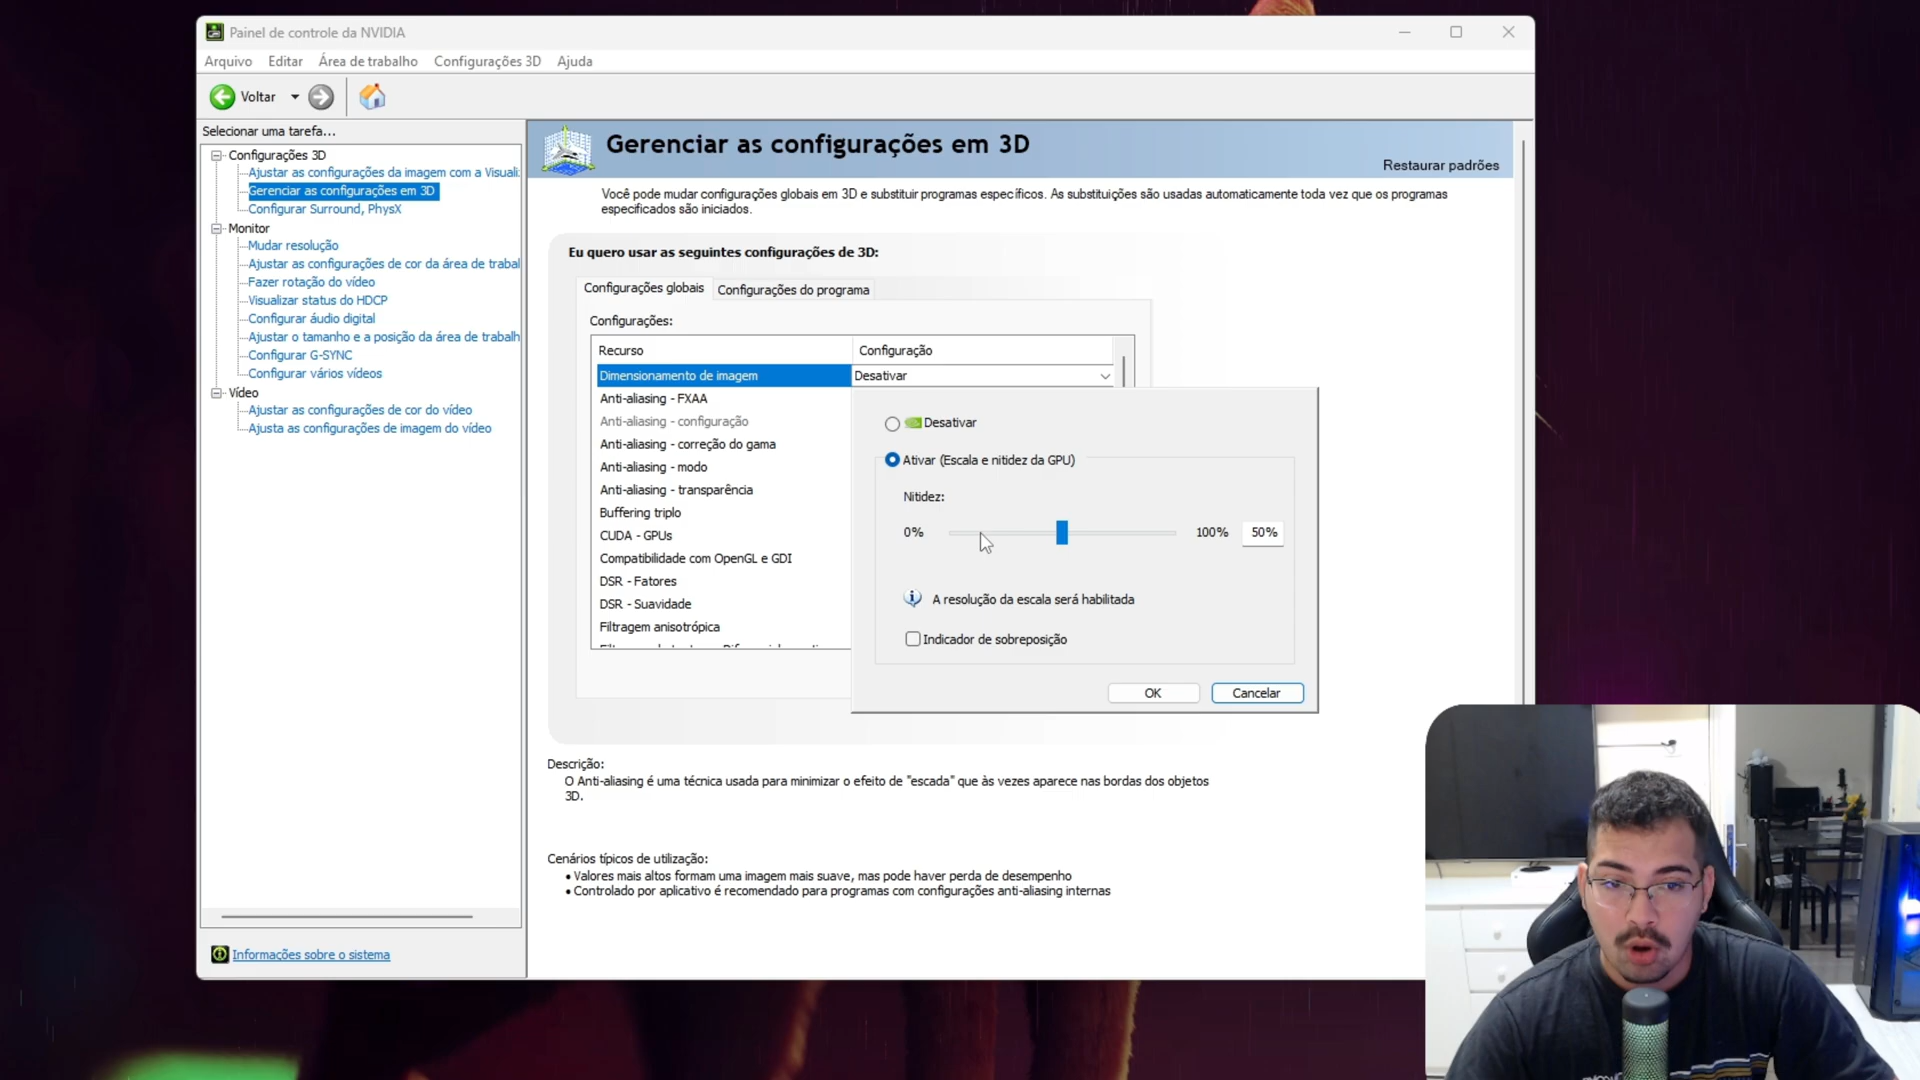 Painel de controle da NVIDIA
Arquivo Editar Área de trabalho Configurações 3D Ajuda
Voltar
Selecionar uma tarefa...
Configurações 3D
Ajustar as configurações da imagem com a Visuali
Gerenciar as configurações em 3D
Configurar Surround, PhysX
Monitor
Mudar resolução
Ajustar as configurações de cor da área de trabal
Fazer rotação do vídeo
Visualizar status do HDCP
Configurar áudio digital
Ajustar o tamanho e a posição da área de trabalh
Configurar G-SYNC
Configurar vários vídeos
Vídeo
Ajustar as configurações de cor do vídeo
Ajusta as configurações de imagem do vídeo
Informações sobre o sistema
Gerenciar as configurações em 3D
Restaurar padrões
Você pode mudar configurações globais em 3D e substituir programas específicos. As substituições são usadas automaticamente toda vez que os programas
especificados são iniciados.
Eu quero usar as seguintes configurações de 3D:
Configurações globais Configurações do programa
Configurações:
Recurso Configuração
Dimensionamento de imagem Desativar
Anti-aliasing - FXAA
Anti-aliasing - configuração
Anti-aliasing - correção do gama
Anti-aliasing - modo
Anti-aliasing - transparência
Buffering triplo
CUDA - GPUs
Compatibilidade com OpenGL e GDI
DSR - Fatores
DSR - Suavidade
Filtragem anisotrópica
Desativar
Ativar (Escala e nitidez da GPU)
Nitidez:
0% 100% 50%
A resolução da escala será habilitada
Indicador de sobreposição
OK Cancelar
Descrição:
O Anti-aliasing é uma técnica usada para minimizar o efeito de "escada" que às vezes aparece nas bordas dos objetos
3D.
Cenários típicos de utilização:
• Valores mais altos formam uma imagem mais suave, mas pode haver perda de desempenho
• Controlado por aplicativo é recomendado para programas com configurações anti-aliasing internas